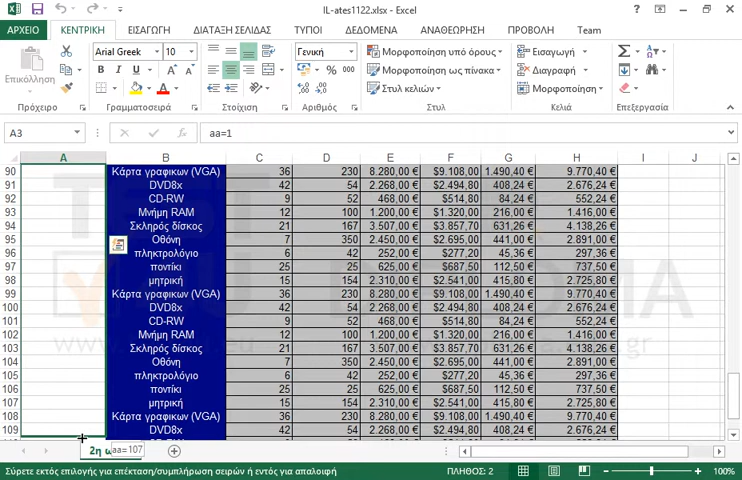 IL-ates1122.xlsx - Excel
ΑΡΧΕΙΟ ΚΕΝΤΡΙΚΗ ΕΙΣΑΓΩΓΗ ΔΙΑΤΑΞΗ ΣΕΛΙΔΑΣ ΤΥΠΟΙ ΔΕΔΟΜΕΝΑ ΑΝΑΘΕΩΡΗΣΗ ΠΡΟΒΟΛΗ Team
Επικόλληση
Arial Greek 10
Γενική
Μορφοποίηση υπό όρους
Μορφοποίηση ως πίνακα
Στυλ κελιών
Εισαγωγή
Διαγραφή
Μορφοποίηση
Πρόχειρο Γραμματοσειρά Στοίχιση Αριθμός Στυλ Κελιά Επεξεργασία
A3 aa=1
A B C D E F G H I J
90 Κάρτα γραφικων (VGA) 36 230 8.280,00 € $9.108,00 1.490,40 € 9.770,40 €
91 DVD8x 42 54 2.268,00 € $2.494,80 408,24 € 2.676,24 €
92 CD-RW 9 52 468,00 € $514,80 84,24 € 552,24 €
93 Μνήμη RAM 12 100 1.200,00 € $1.320,00 216,00 € 1.416,00 €
94 Σκληρός δίσκος 21 167 3.507,00 € $3.857,70 631,26 € 4.138,26 €
95 Οθόνη 7 350 2.450,00 € $2.695,00 441,00 € 2.891,00 €
96 πληκτρολόγιο 6 42 252,00 € $277,20 45,36 € 297,36 €
97 ποντίκι 25 25 625,00 € $687,50 112,50 € 737,50 €
98 μητρική 15 154 2.310,00 € $2.541,00 415,80 € 2.725,80 €
99 Κάρτα γραφικων (VGA) 36 230 8.280,00 € $9.108,00 1.490,40 € 9.770,40 €
100 DVD8x 42 54 2.268,00 € $2.494,80 408,24 € 2.676,24 €
101 CD-RW 9 52 468,00 € $514,80 84,24 € 552,24 €
102 Μνήμη RAM 12 100 1.200,00 € $1.320,00 216,00 € 1.416,00 €
103 Σκληρός δίσκος 21 167 3.507,00 € $3.857,70 631,26 € 4.138,26 €
104 Οθόνη 7 350 2.450,00 € $2.695,00 441,00 € 2.891,00 €
105 πληκτρολόγιο 6 42 252,00 € $277,20 45,36 € 297,36 €
106 ποντίκι 25 25 625,00 € $687,50 112,50 € 737,50 €
107 μητρική 15 154 2.310,00 € $2.541,00 415,80 € 2.725,80 €
108 Κάρτα γραφικων (VGA) 36 230 8.280,00 € $9.108,00 1.490,40 € 9.770,40 €
109 DVD8x 42 54 2.268,00 € $2.494,80 408,24 € 2.676,24 €
2η aa=107
Σύρετε εκτός επιλογής για επέκταση/συμπλήρωση σειρών ή εντός για απαλοιφή ΠΛΗΘΟΣ: 2 100%